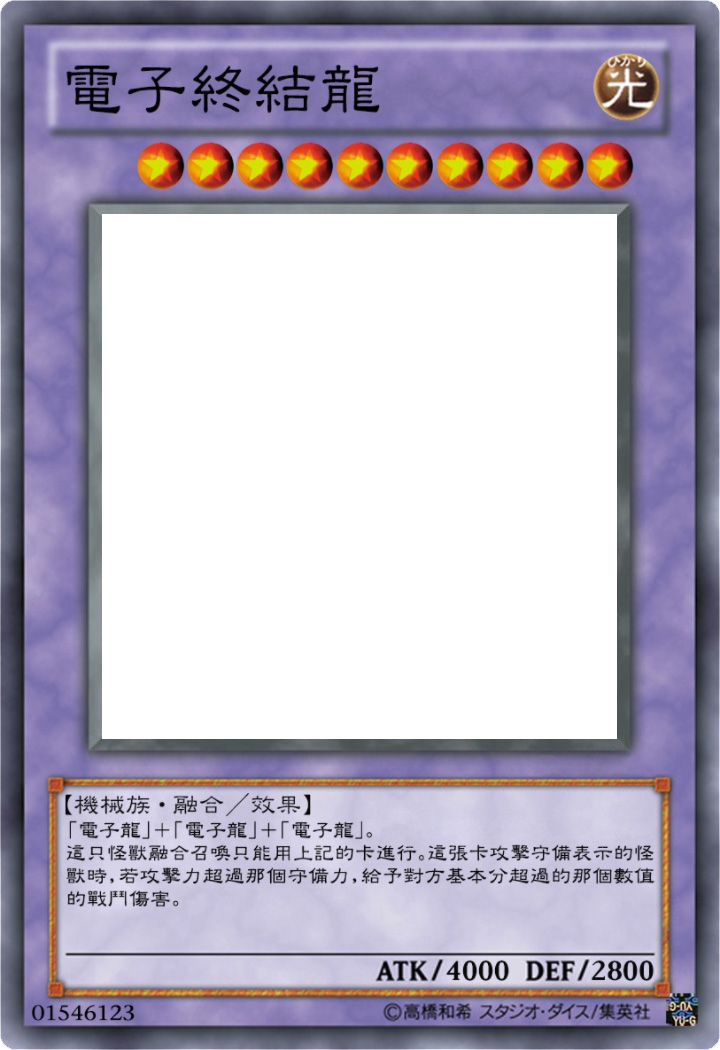 電子終結龍
ひかり
光
【機械族・融合／效果】
「電子龍」＋「電子龍」＋「電子龍」。
這只怪獸融合召喚只能用上記的卡進行。這張卡攻擊守備表示的怪
獸時，若攻擊力超過那個守備力，給予對方基本分超過的那個數值
的戰鬥傷害。
ATK/4000 DEF/2800
01546123 ©高橋和希 スタジオ・ダイス/集英社